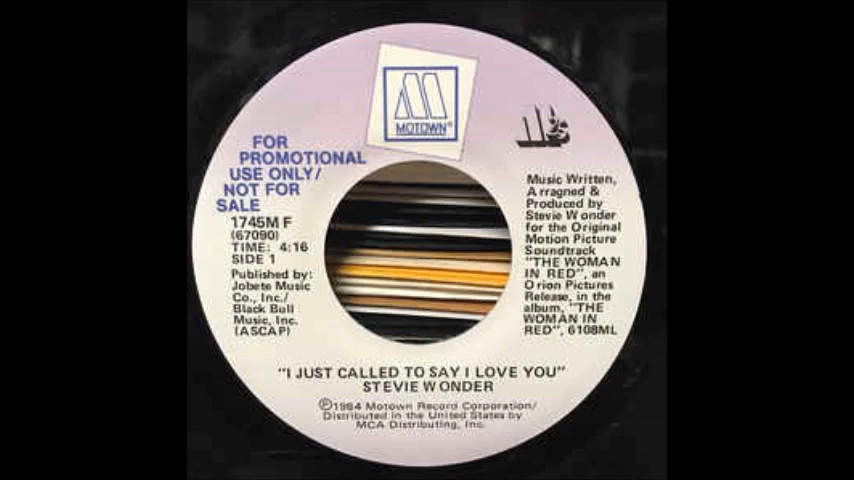 MOTOWN®
FOR
PROMOTIONAL
USE ONLY/
NOT FOR
SALE
1745M F
(67090)
TIME: 4:16
SIDE 1
Published by:
Jobete Music
Co., Inc./
Black Bull
Music, Inc.
(ASCAP)
Music Written,
Arragned &
Produced by
Stevie Wonder
for the Original
Motion Picture
Soundtrack
"THE WOMAN
IN RED", an
Orion Pictures
Release, in the
album, "THE
WOMAN IN
RED", 6108ML
"I JUST CALLED TO SAY I LOVE YOU"
STEVIE WONDER
℗1984 Motown Record Corporation/
Distributed in the United States by
MCA Distributing, Inc.